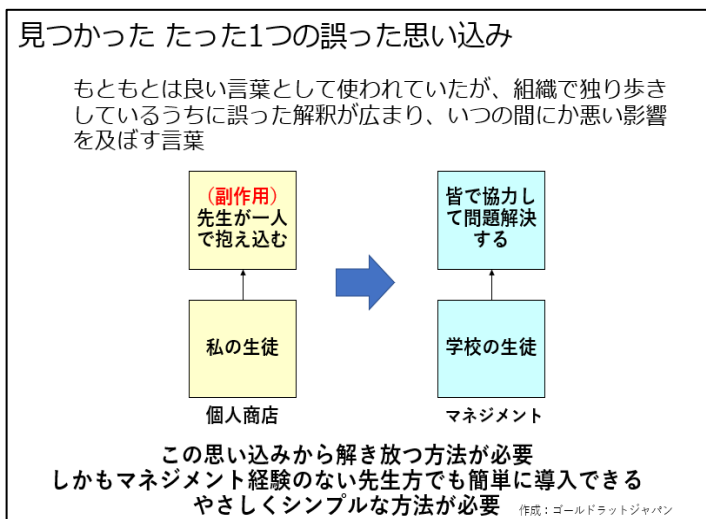 見つかった たった1つの誤った思い込み
もともとは良い言葉として使われていたが、組織で独り歩き
しているうちに誤った解釈が広まり、いつの間にか悪い影響
を及ぼす言葉
（副作用）
先生が一人
で抱え込む
皆で協力し
て問題解決
する
私の生徒
学校の生徒
個人商店
マネジメント
この思い込みから解き放つ方法が必要
しかもマネジメント経験のない先生方でも簡単に導入できる
やさしくシンプルな方法が必要
作成：ゴールドラットジャパン